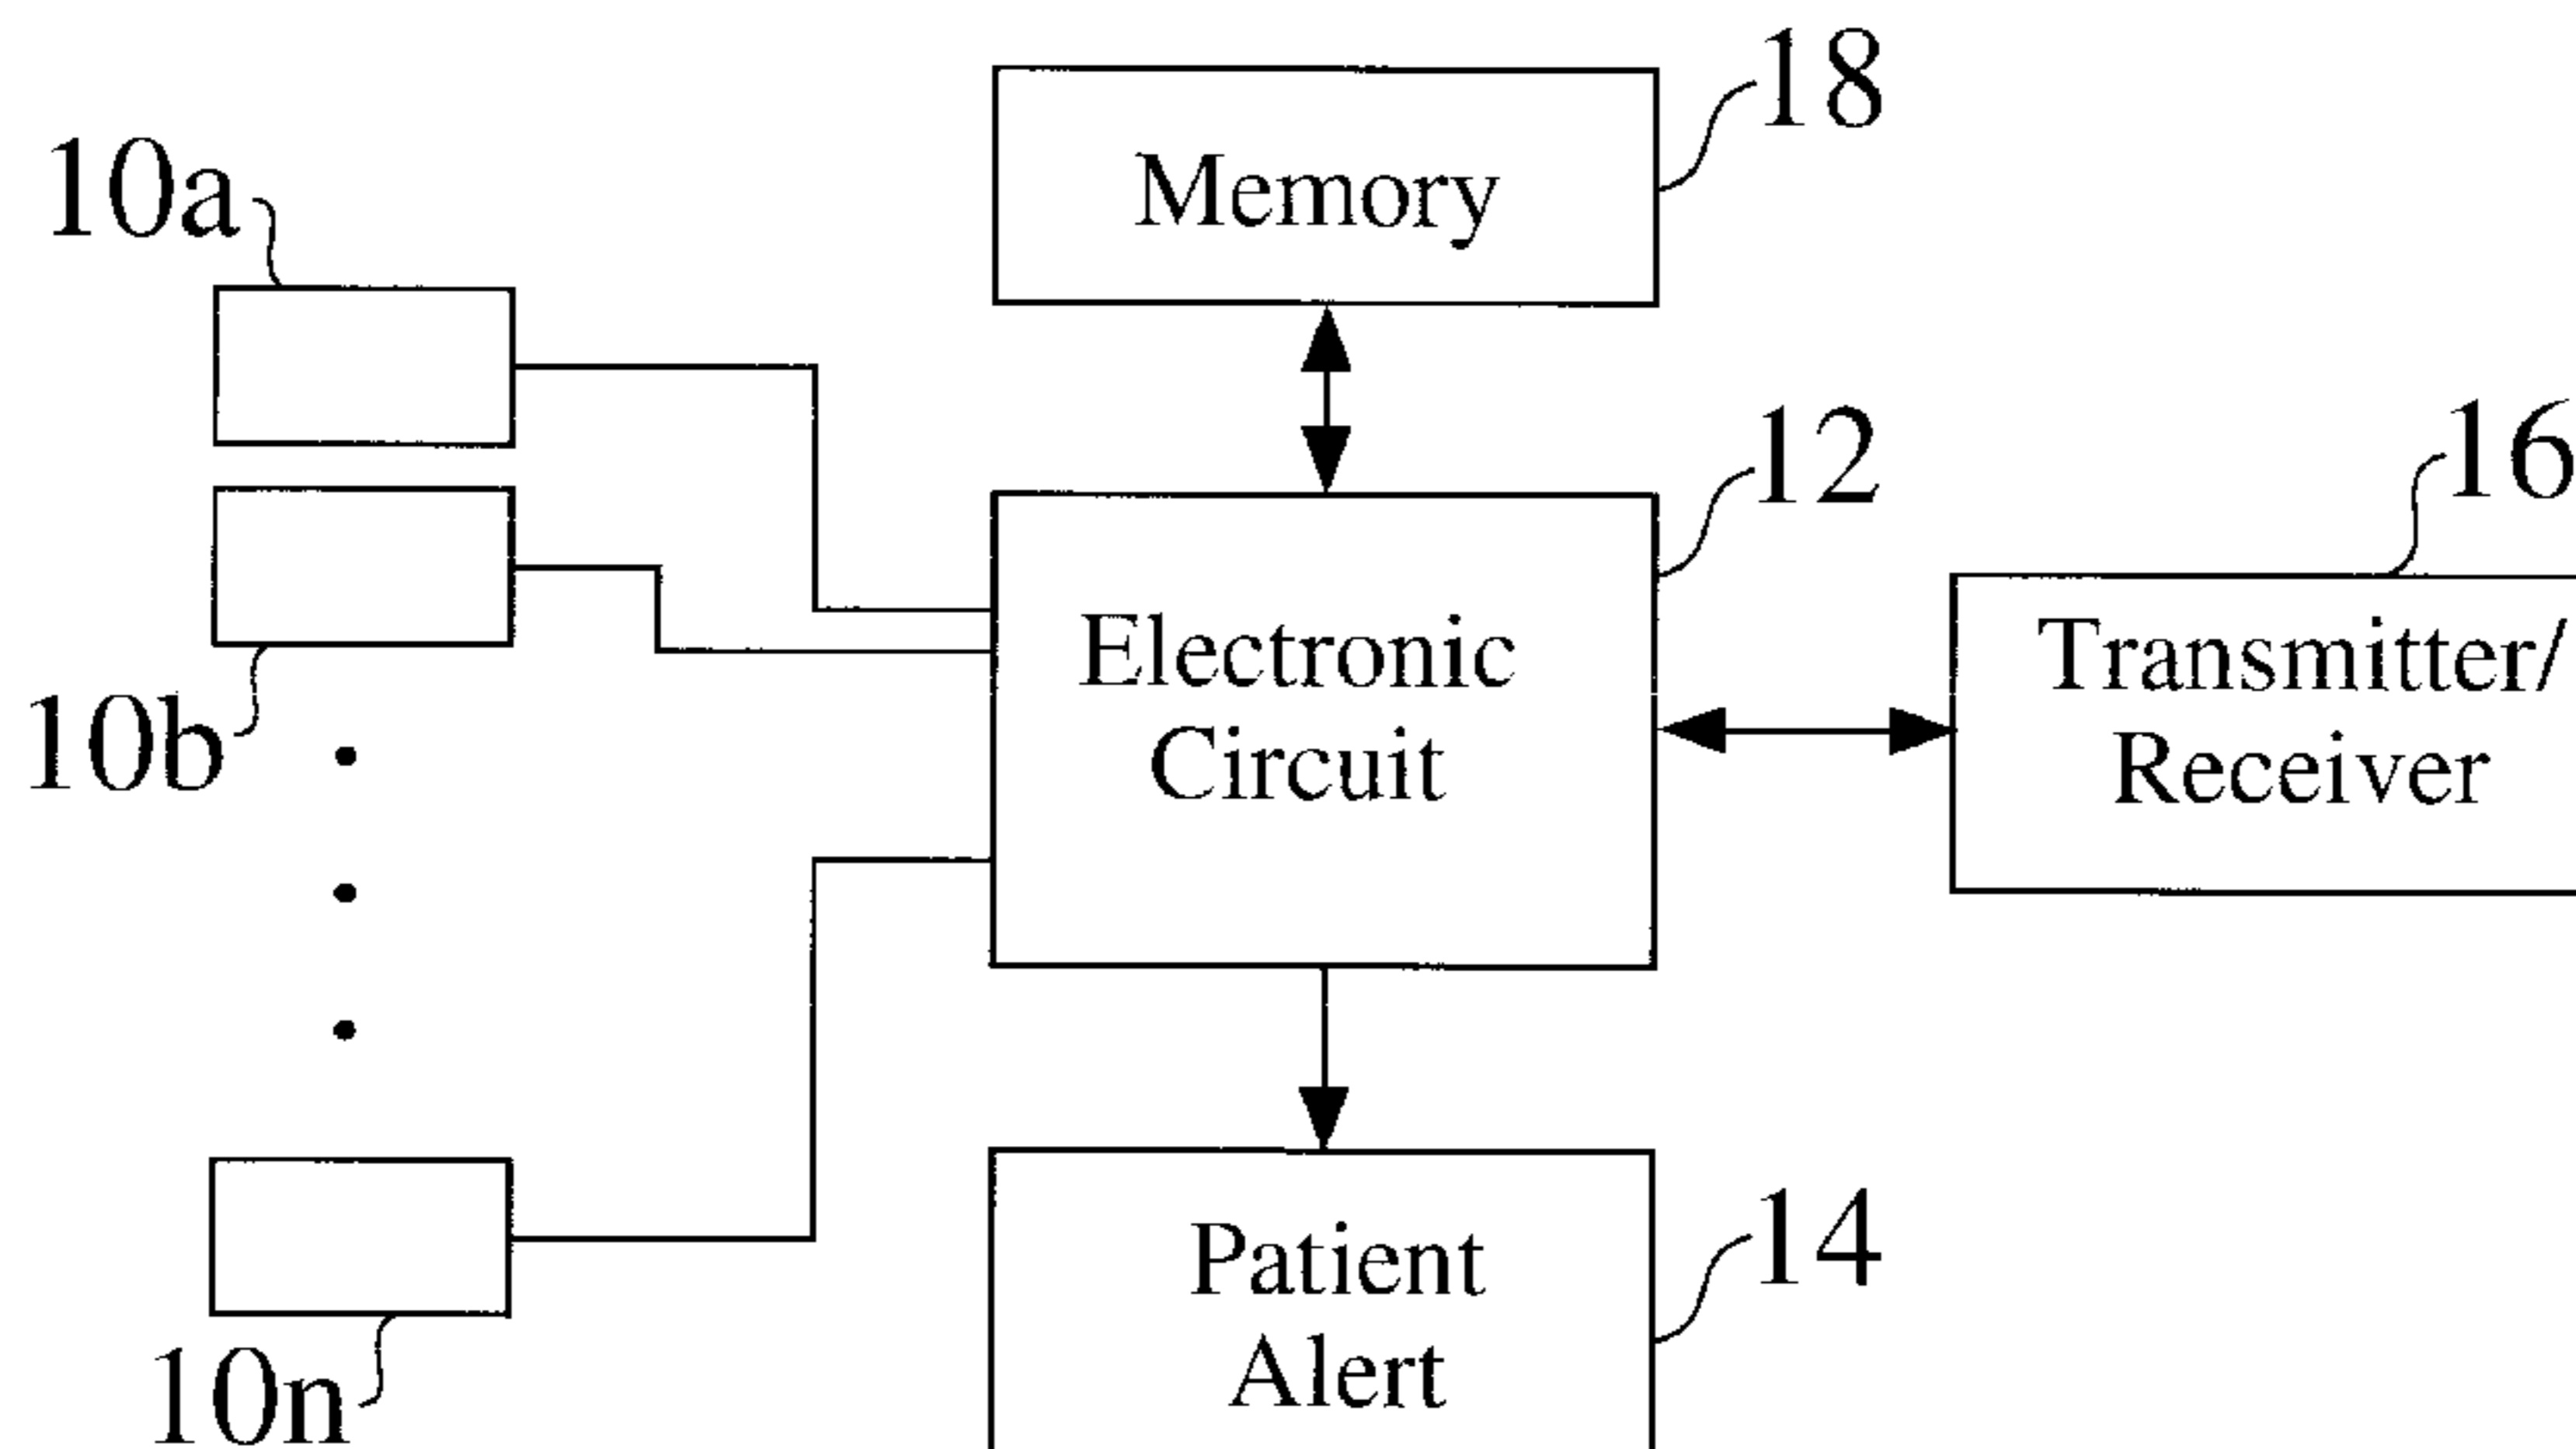 18
Memory
10a
12
16
Electronic
Circuit
Transmitter/
Receiver
10b
14
Patient
Alert
10n